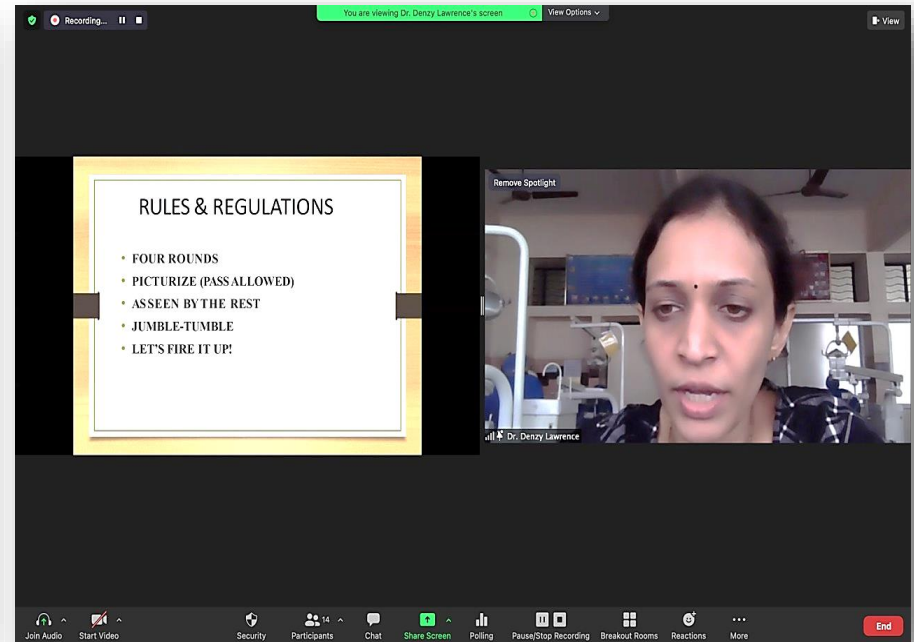 Recording...
You are viewing Dr. Denzy Lawrence's screen
View Options
View
RULES & REGULATIONS
• FOUR ROUNDS
• PICTURIZE (PASS ALLOWED)
• AS SEEN BY THE REST
• JUMBLE-TUMBLE
• LET'S FIRE IT UP!
Remove Spotlight
Dr. Denzy Lawrence
14
Join Audio
Start Video
Security
Participants
Chat
Share Screen
Polling
Pause/Stop Recording
Breakout Rooms
Reactions
More
End